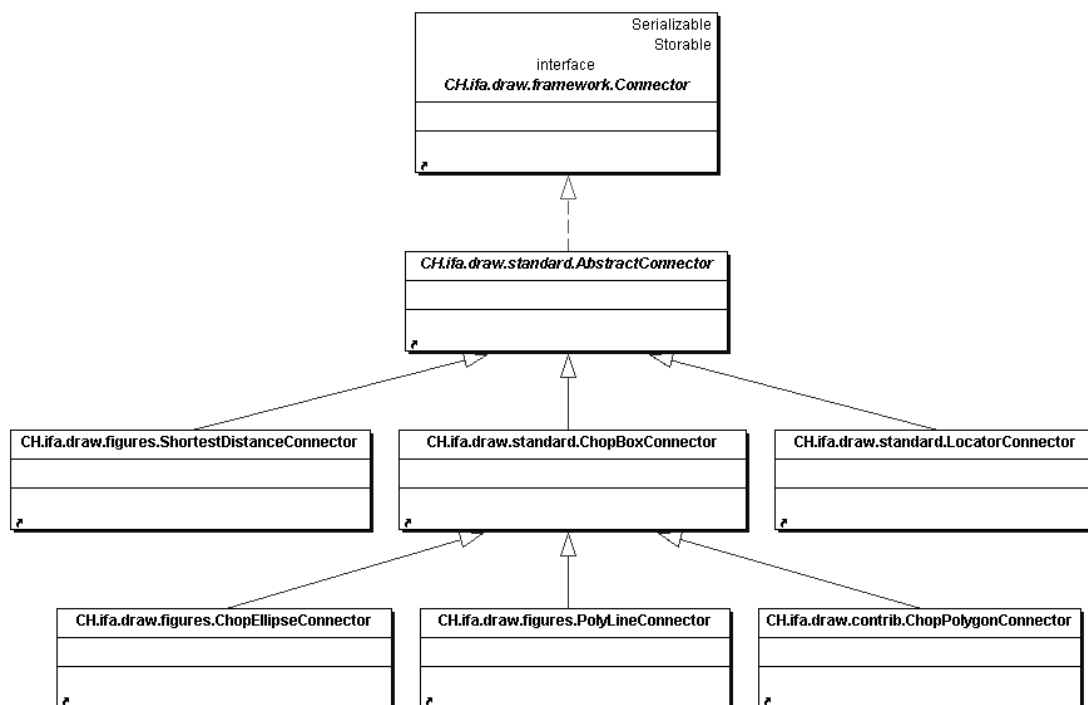 Serializable
Storable
interface
CH.ifa.draw.framework.Connector
CH.ifa.draw.standard.AbstractConnector
CH.ifa.draw.figures.ShortestDistanceConnector
CH.ifa.draw.standard.ChopBoxConnector
CH.ifa.draw.standard.LocatorConnector
CH.ifa.draw.figures.ChopEllipseConnector
CH.ifa.draw.figures.PolyLineConnector
CH.ifa.draw.contrib.ChopPolygonConnector